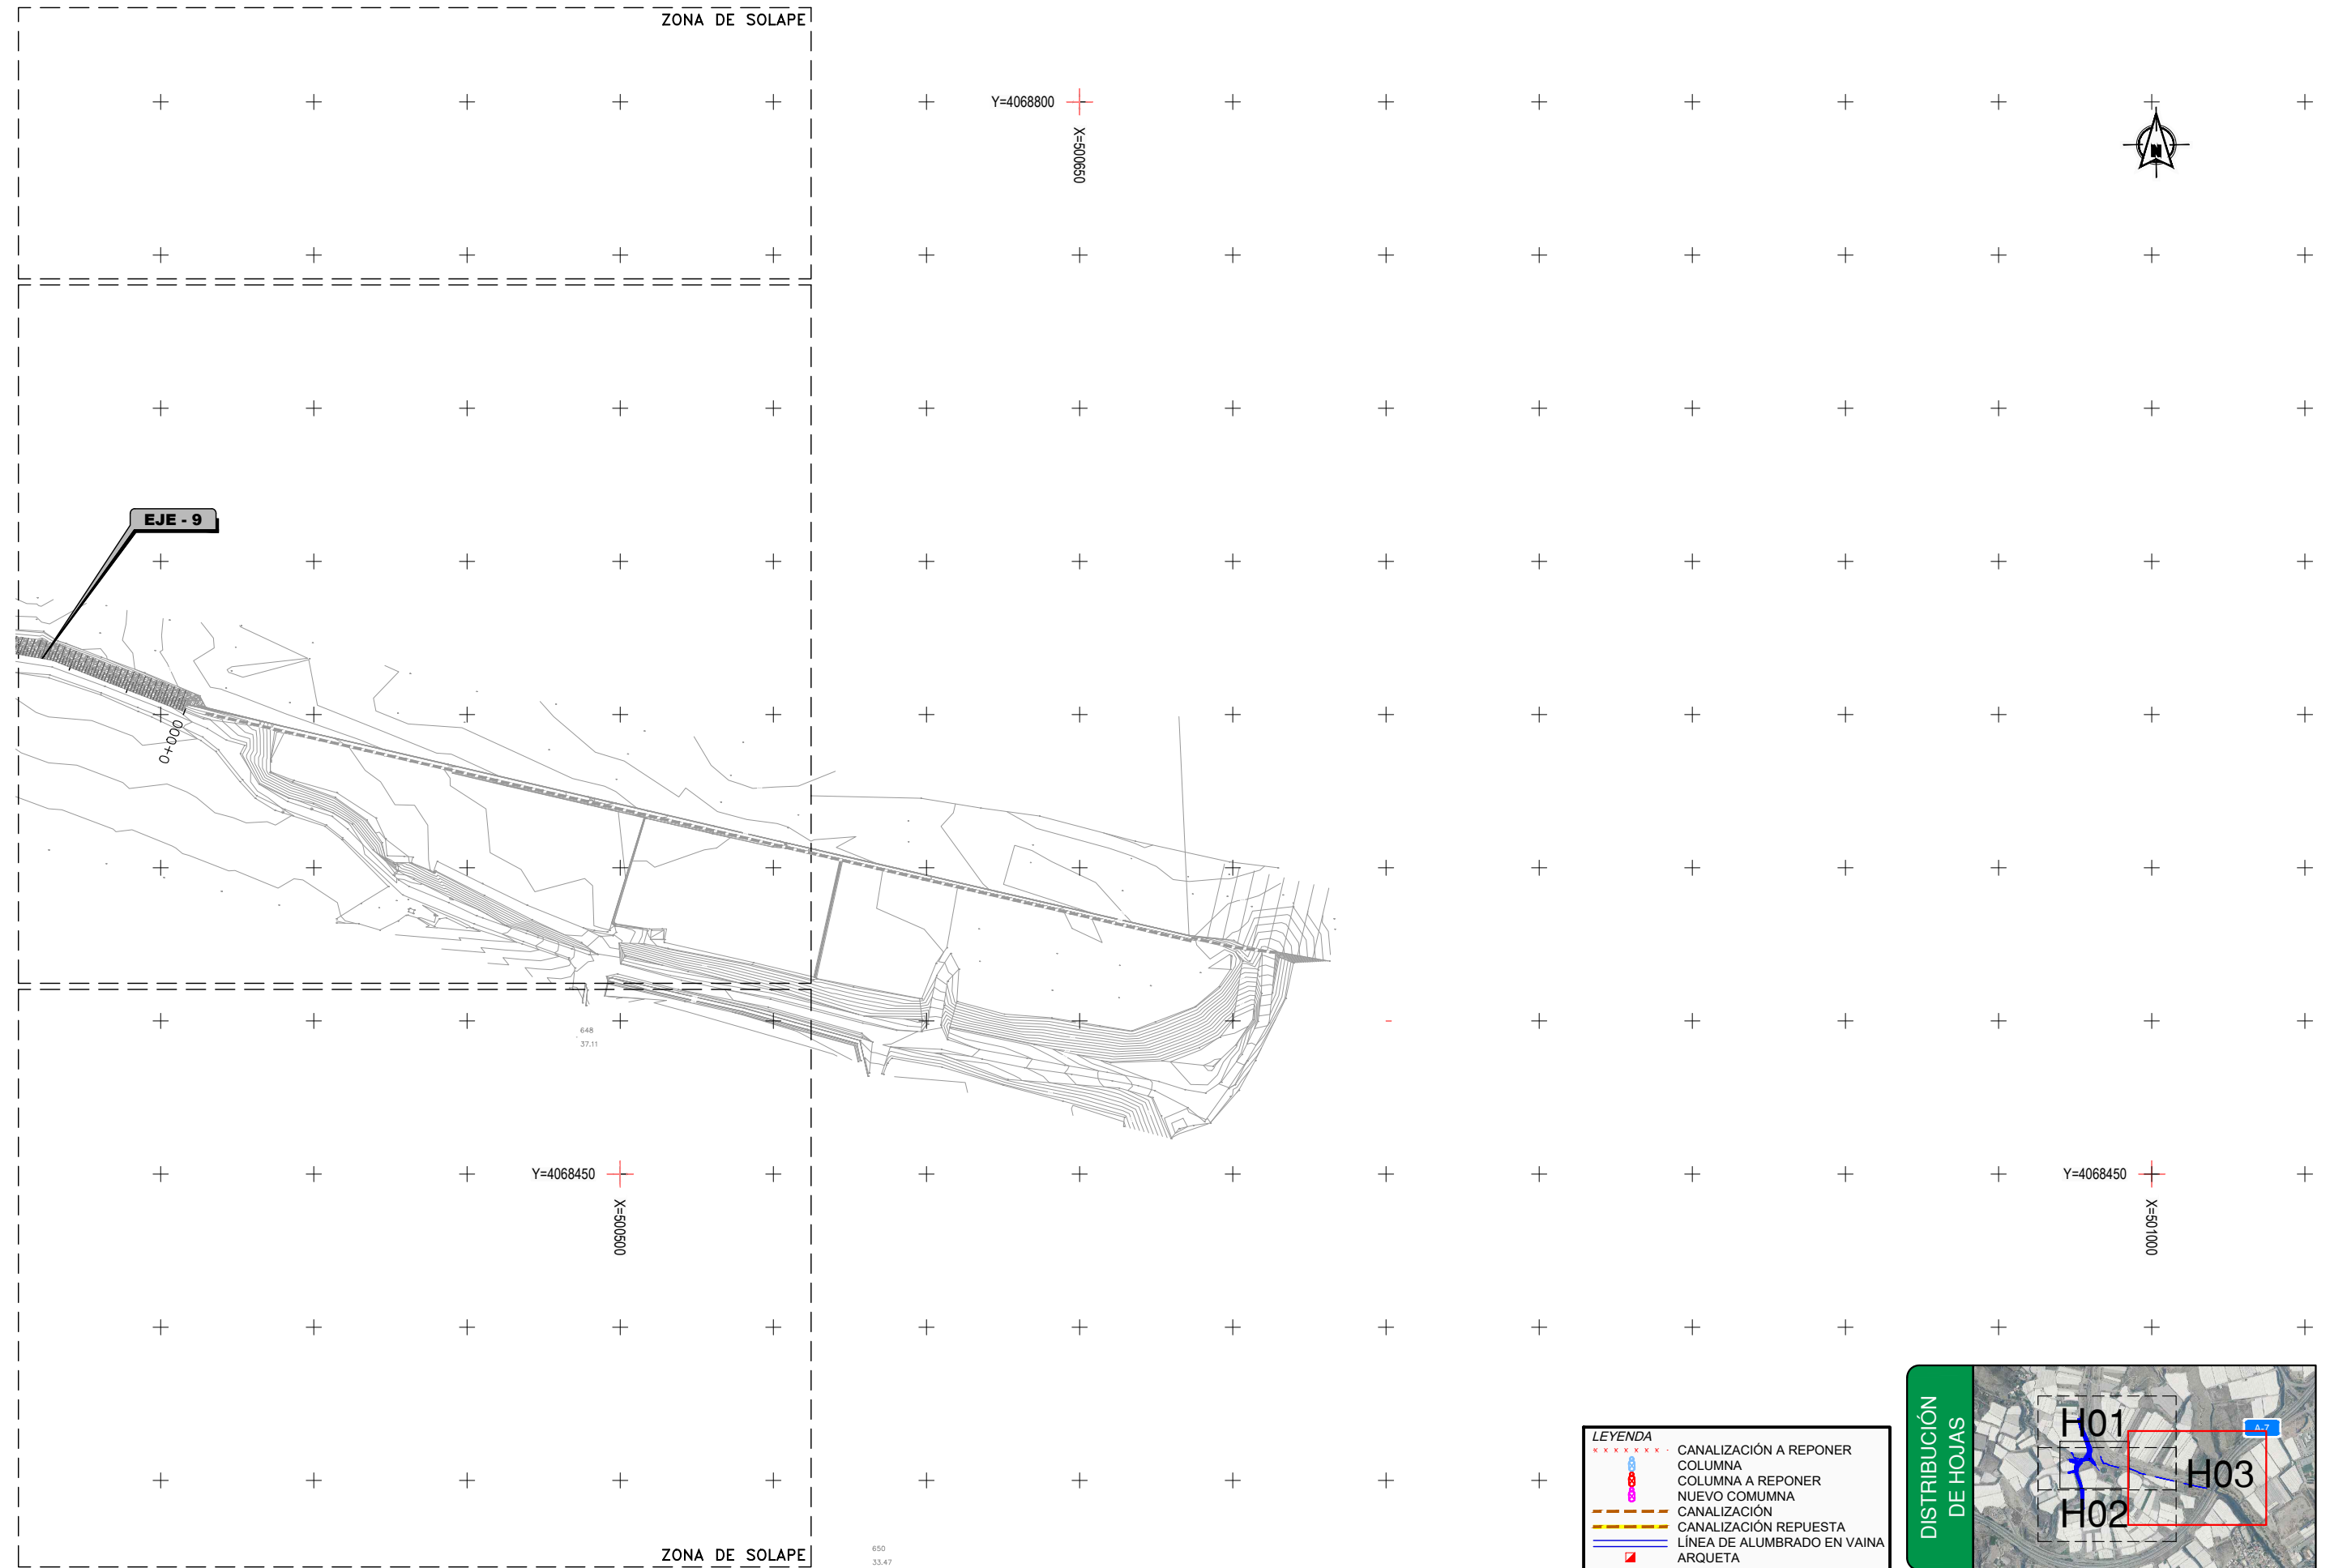 ZONA DE SOLAPE
Y=4068800
X=500650
N
EJE - 9
0+000
648
37.11
Y=4068450
X=500500
Y=4068450
X=501000
LEYENDA
CANALIZACIÓN A REPONER
COLUMNA
COLUMNA A REPONER
NUEVO COMUMNA
CANALIZACIÓN
CANALIZACIÓN REPUESTA
LÍNEA DE ALUMBRADO EN VAINA
ARQUETA
DISTRIBUCIÓN
DE HOJAS
H01
A-7
H03
H02
ZONA DE SOLAPE
650
33.47